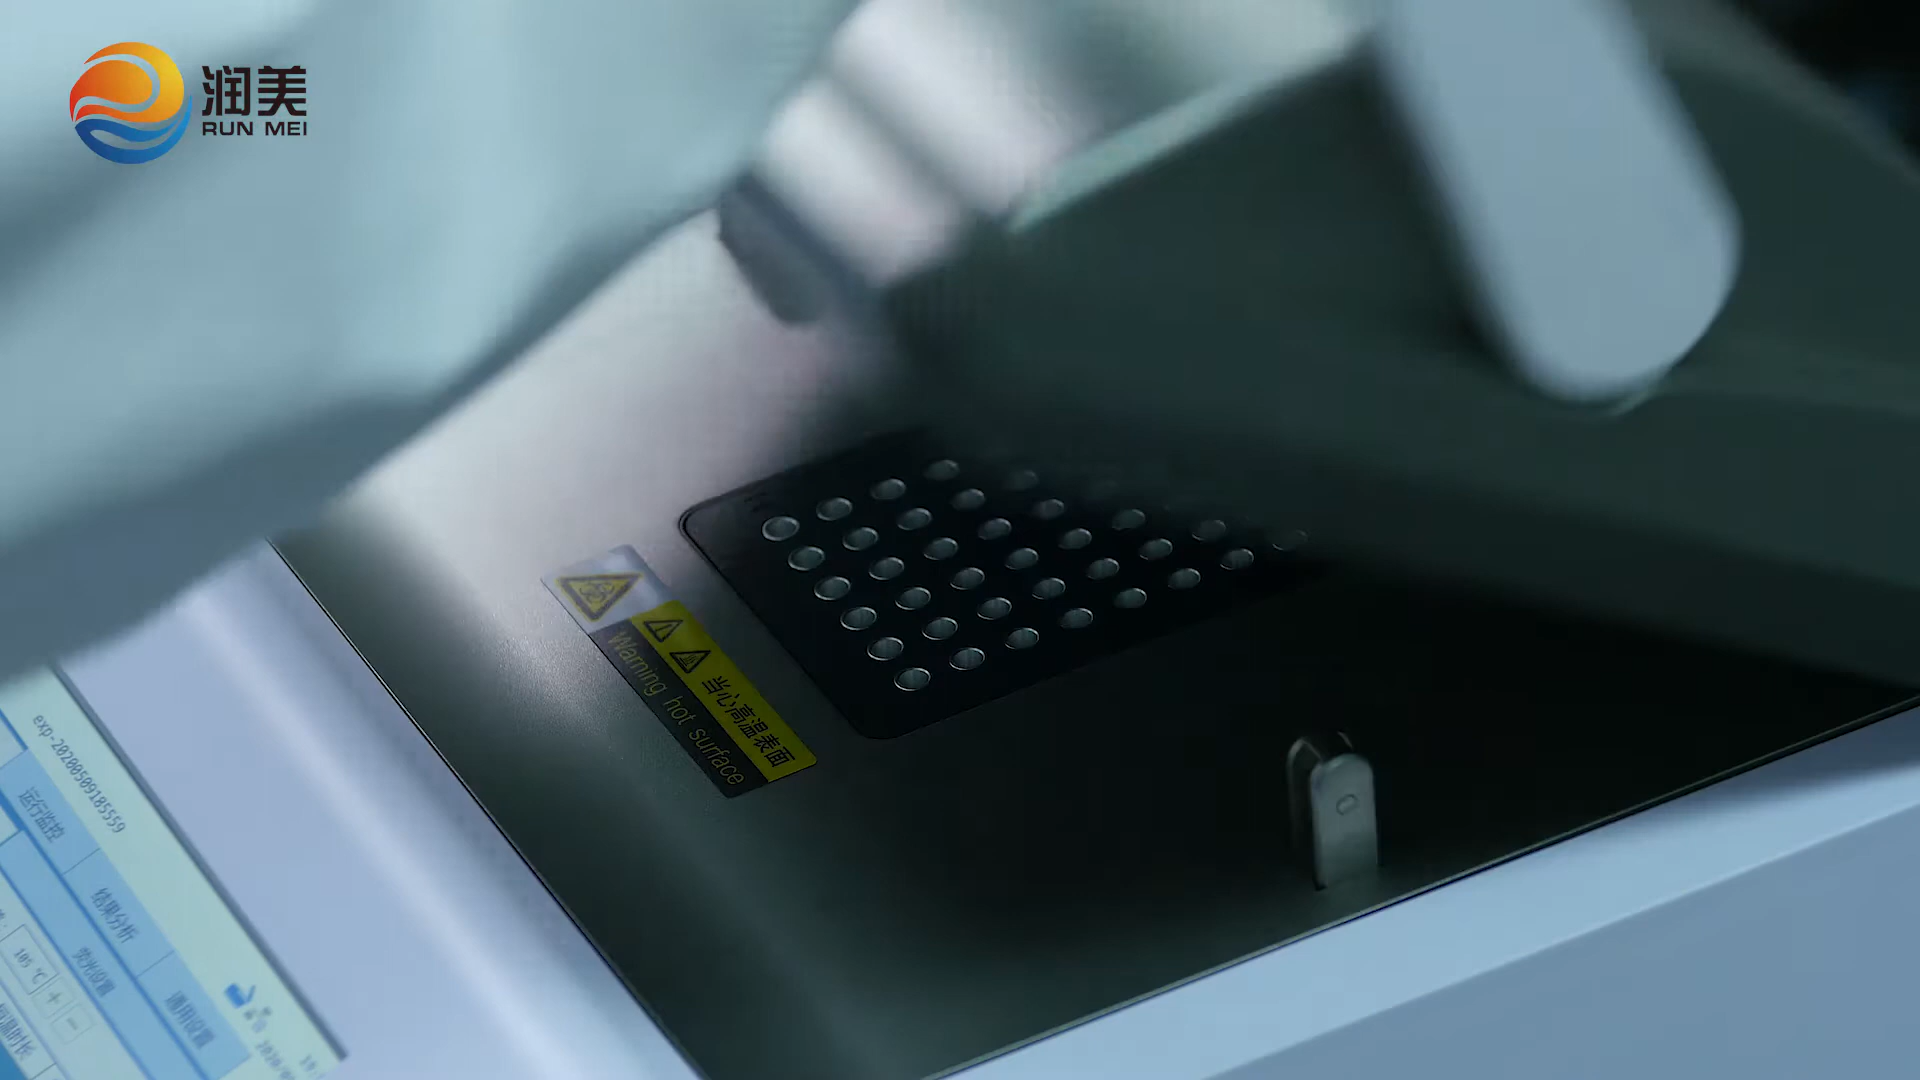 润美
RUN MEI
当心高温表面
Warning hot surface
exp-20200509185559
运行监控
结果分析
荧光设置
通用设置
105 ℃
+
-